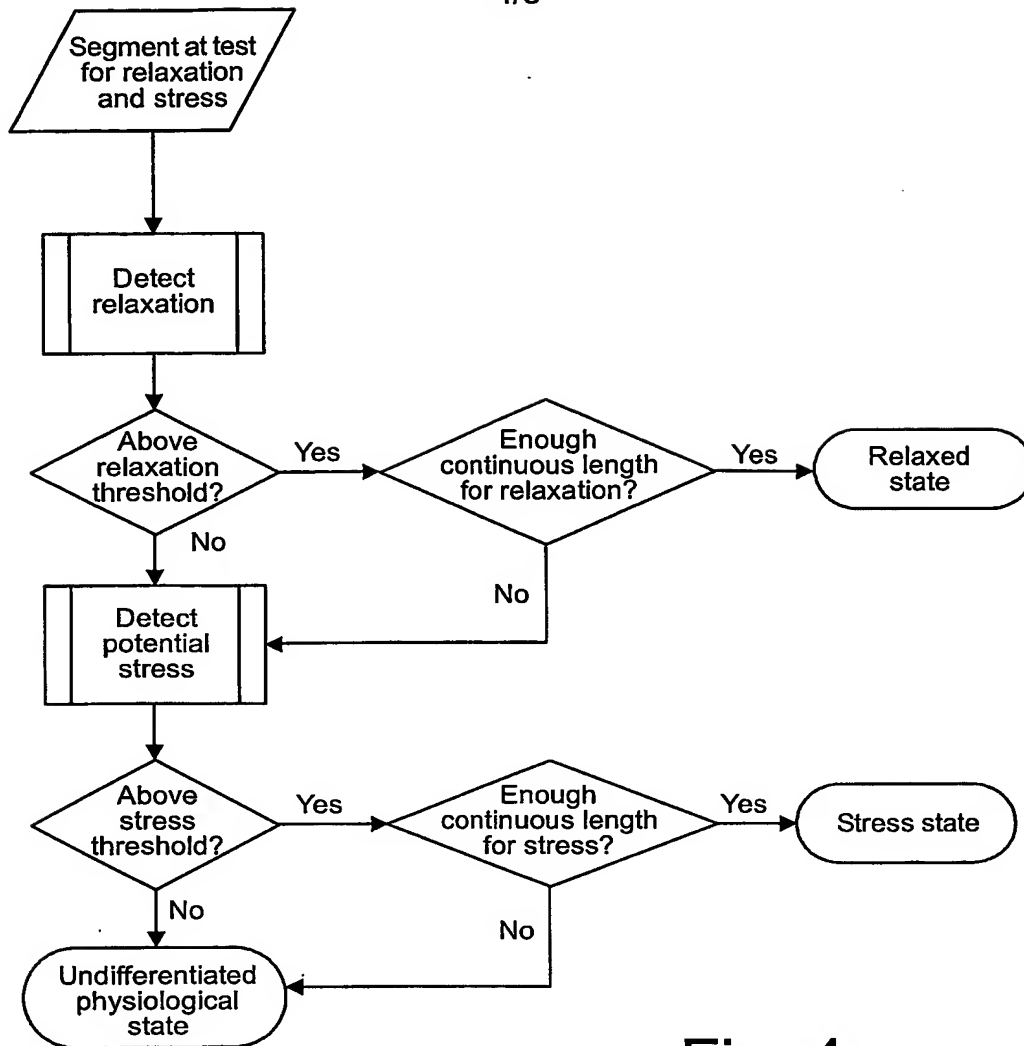 Segment at test
for relaxation
and stress
Detect
relaxation
Above
relaxation
threshold?
Yes
Enough
continuous length
for relaxation?
Yes
Relaxed
state
No
No
Detect
potential
stress
Above
stress
threshold?
Yes
Enough
continuous length
for stress?
Yes
Stress state
No
No
Undifferentiated
physiological
state